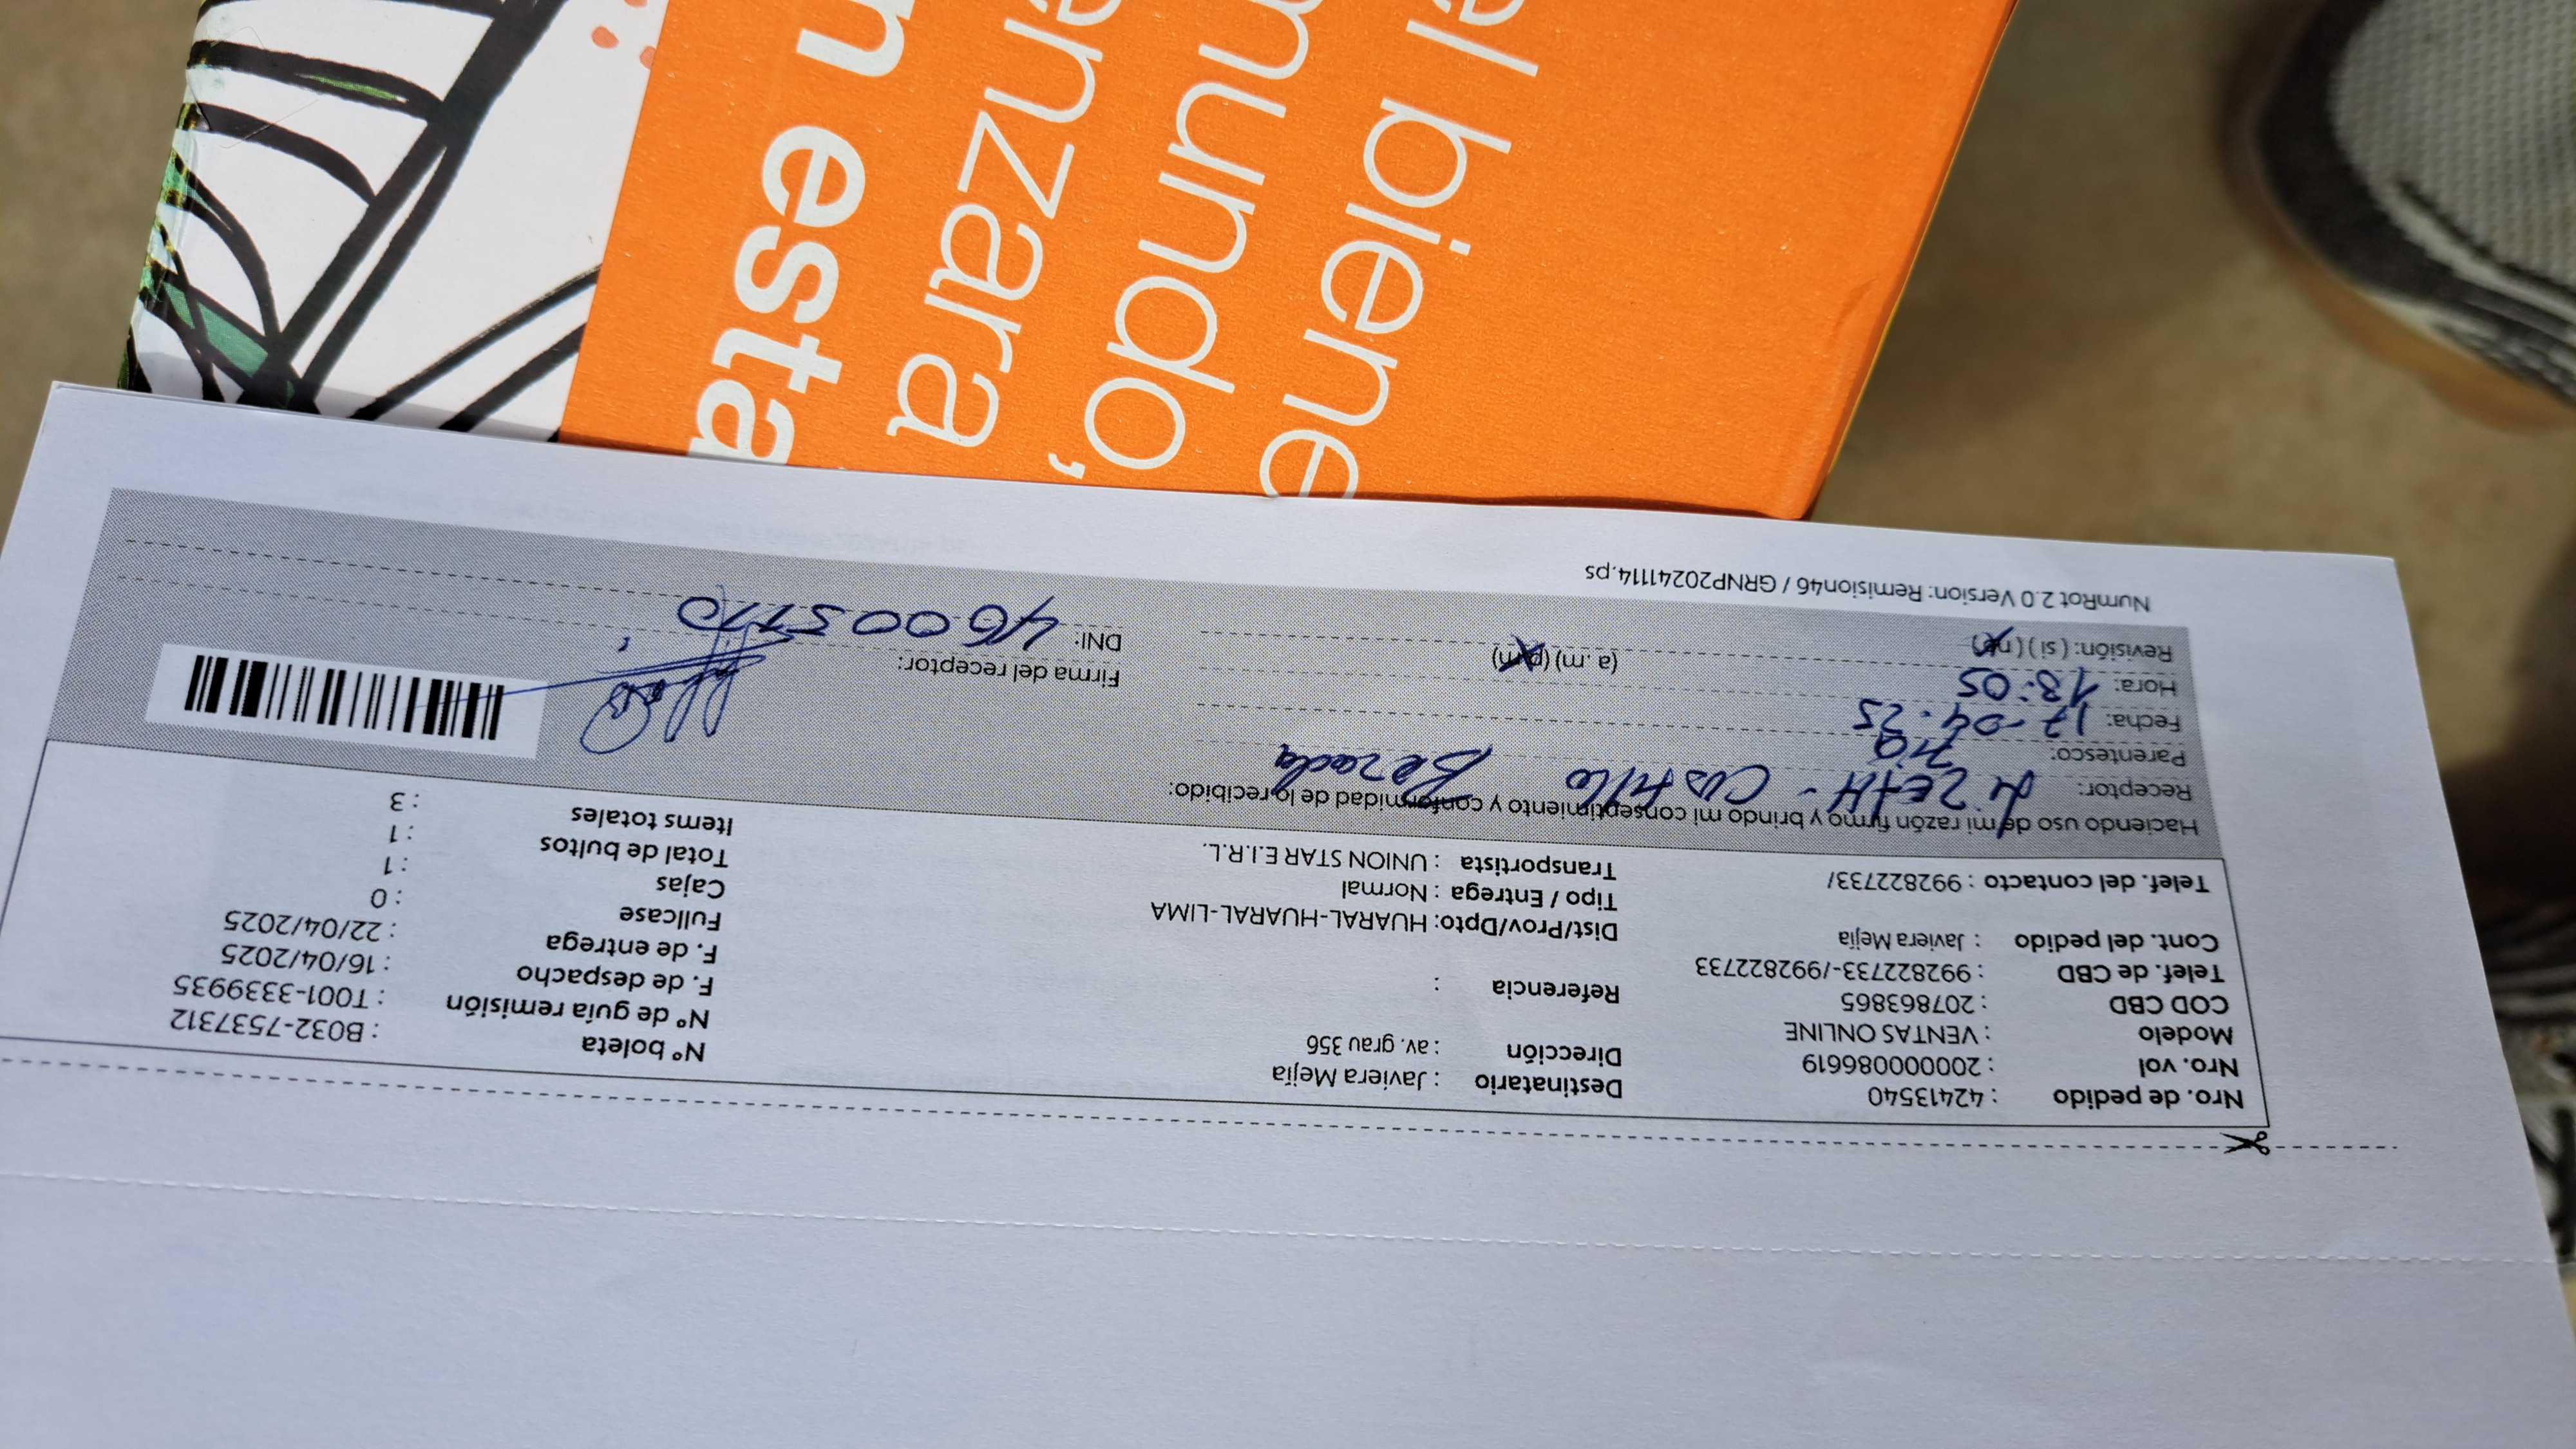 el biene
mundo,
enzara
n esta
Nro. de pedido : 42413540
Nro. vol : 2000000086619
Modelo : VENTAS ONLINE
COD CBD : 207863865
Telef. de CBD : 992822733-/992822733
Cont. del pedido : Javiera Mejia
Telef. del contacto : 992822733/
Destinatario : Javiera Mejia
Dirección : av. grau 356
Referencia :
Dist/Prov/Dpto: HUARAL-HUARAL-LIMA
Tipo / Entrega : Normal
Transportista : UNION STAR E.I.R.L.
Nº boleta : B032-7537312
Nº de guía remisión : T001-3339935
F. de despacho : 16/04/2025
F. de entrega : 22/04/2025
Fullcase : 0
Cajas : 1
Total de bultos : 1
Items totales : 3
Haciendo uso de mi razón firmo y brindo mi consentimiento y conformidad de lo recibido:
Receptor: Castillo
Parentesco:
Fecha: 17-04-25
Hora: 18:05 (a. m) (p.m)
Revisión: (si) (no)
Firma del receptor:
DNI:
NumRot 2.0 Version: Remision46 / GRNP20241114.ps